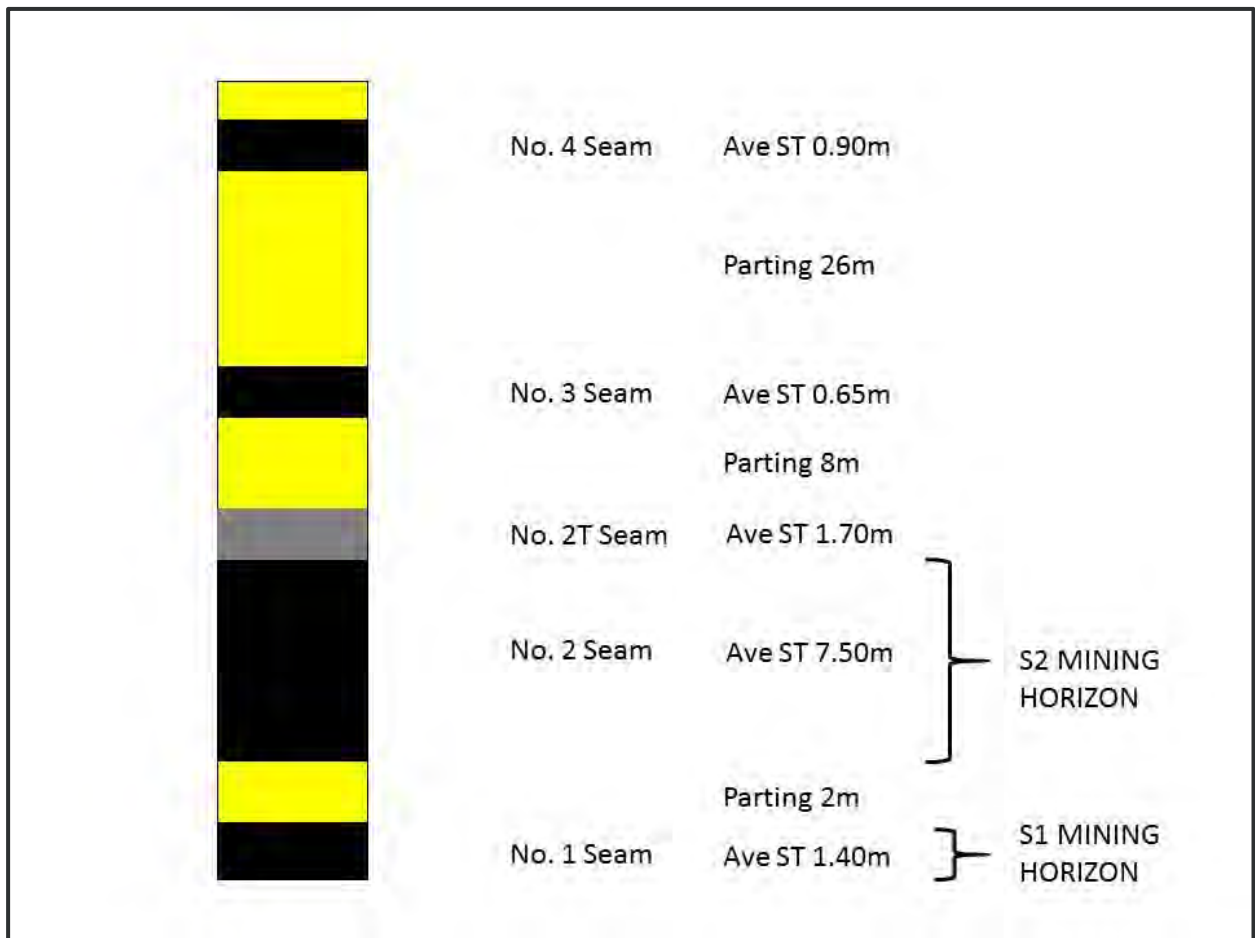 No. 4 Seam Ave ST 0.90m
Parting 26m
No. 3 Seam Ave ST 0.65m
Parting 8m
No. 2T Seam Ave ST 1.70m
No. 2 Seam Ave ST 7.50m
S2 MINING
HORIZON
Parting 2m
No. 1 Seam Ave ST 1.40m
S1 MINING
HORIZON